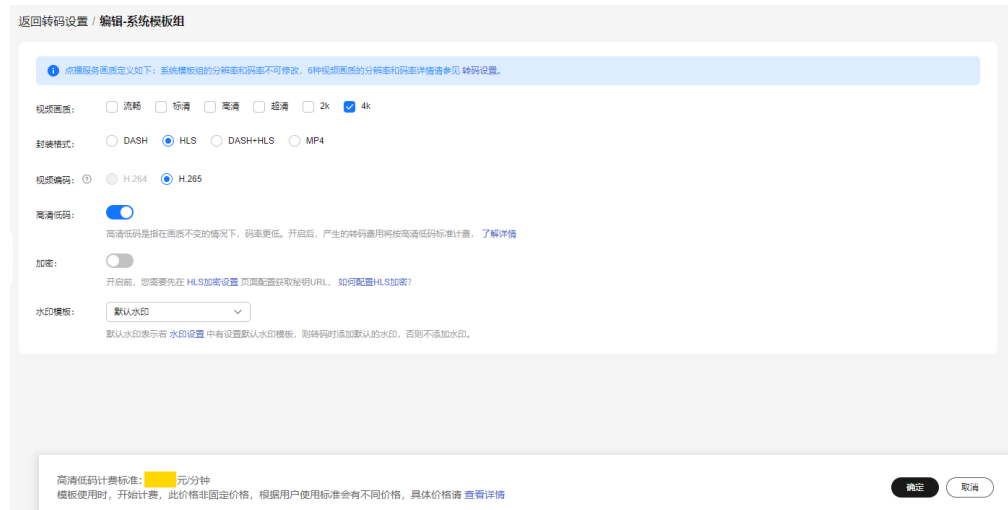 返回转码设置 / 编辑-系统模板组
点播服务画质定义如下：系统模板组的分辨率和码率不可修改，6种视频画质的分辨率和码率详情请参见 转码设置。
视频画质： 流畅 标清 高清 超清 2k 4k
封装格式： DASH HLS DASH+HLS MP4
视频编码： ? H.264 H.265
高清低码：
高清低码是指在画质不变的情况下，码率更低。开启后，产生的转码费用将按高清低码标准计费， 了解详情
加密：
开启前，您需要先在 HLS加密设置 页面配置获取秘钥URL， 如何配置HLS加密?
水印模板： 默认水印
默认水印表示若 水印设置 中有设置默认水印模板，则转码时添加默认的水印，否则不添加水印。
高清低码计费标准： 元/分钟
模板使用时，开始计费，此价格非固定价格，根据用户使用标准会有不同价格，具体价格请 查看详情
确定 取消